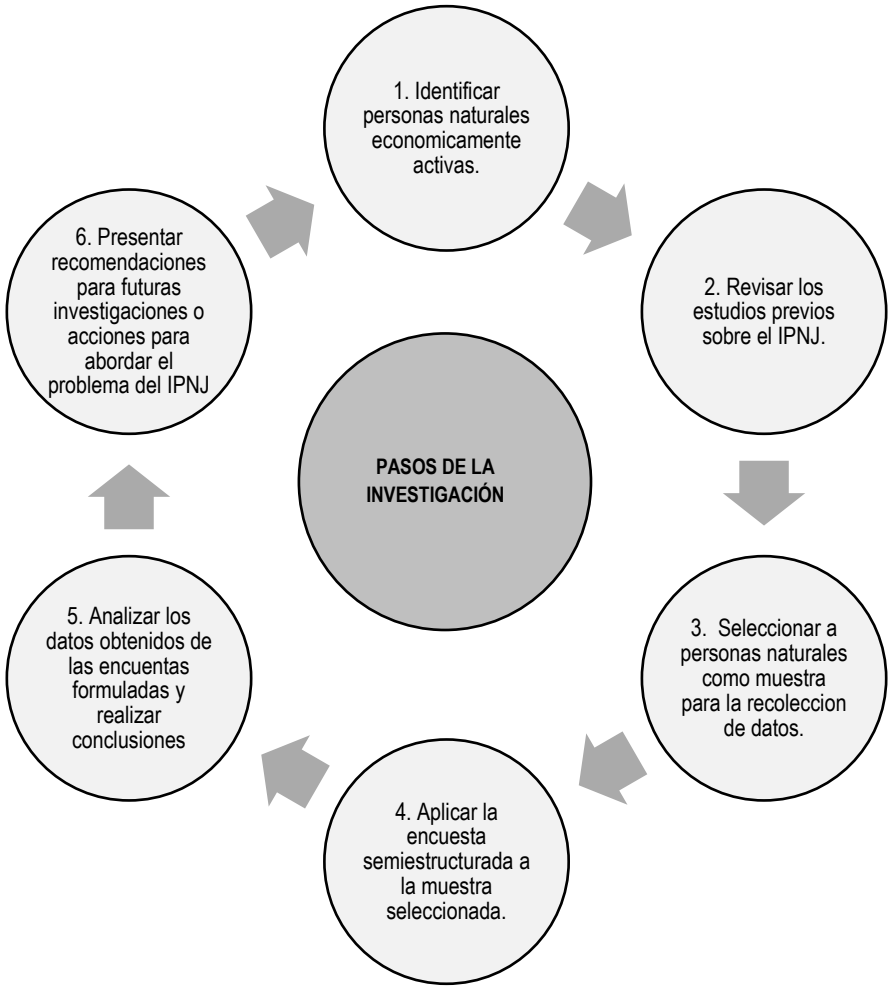 1. Identificar
personas naturales
economicamente
activas.
2. Revisar los
estudios previos
sobre el IPNJ.
3. Seleccionar a
personas naturales
como muestra
para la recoleccion
de datos.
4. Aplicar la
encuesta
semiestructurada a
la muestra
seleccionada.
5. Analizar los
datos obtenidos de
las encuentas
formuladas y
realizar
conclusiones
6. Presentar
recomendaciones
para futuras
investigaciones o
acciones para
abordar el
problema del IPNJ
PASOS DE LA
INVESTIGACIÓN